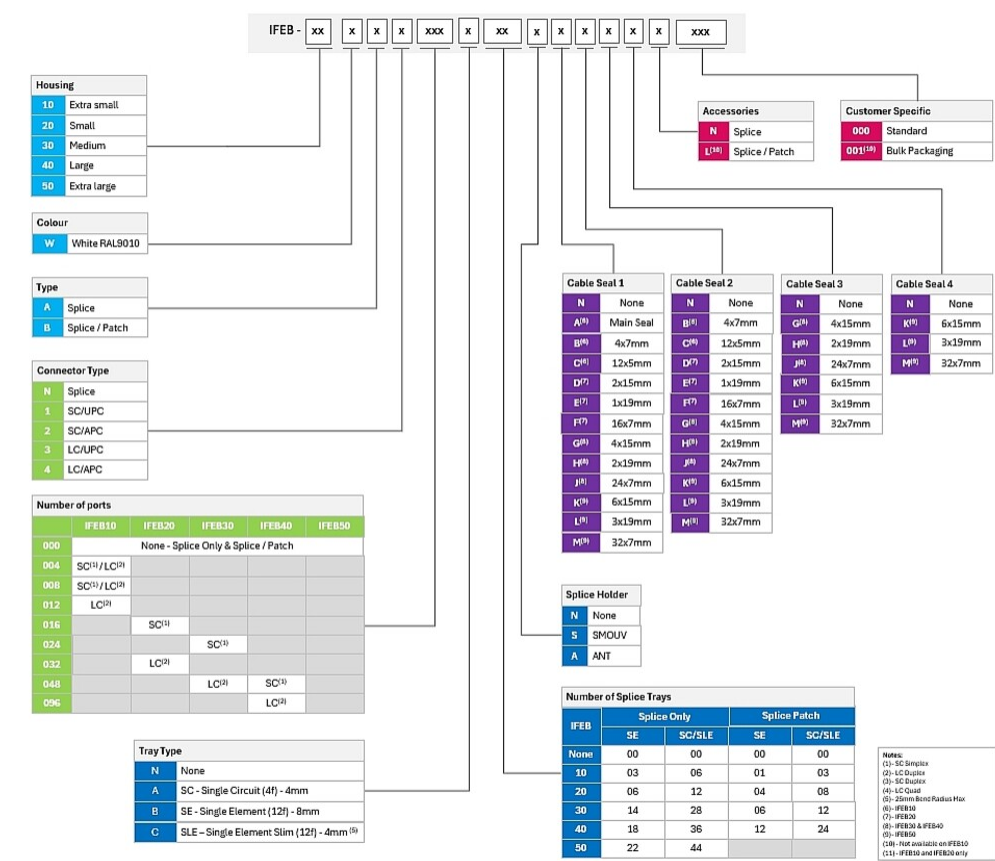 IFEB - xx x x x xxx x xx x x x x x x xxx
Housing
10 Extra small
20 Small
30 Medium
40 Large
50 Extra large
Colour
W White RAL9010
Type
A Splice
B Splice / Patch
Connector Type
N Splice
1 SC/UPC
2 SC/APC
3 LC/UPC
4 LC/APC
Number of ports
IFEB10 IFEB20 IFEB30 IFEB40 IFEB50
000 None - Splice Only & Splice / Patch
004 SC(1)/LC(2)
008 SC(1)/LC(2)
012 LC(2)
016 SC(1)
024 SC(1)
032 LC(2)
048 LC(2) SC(1)
096 LC(2)
Tray Type
N None
A SC - Single Circuit (4f) - 4mm
B SE - Single Element (12f) - 8mm
C SLE – Single Element Slim (12f) - 4mm (5)
Accessories
N Splice
L(10) Splice / Patch
Customer Specific
000 Standard
001(10) Bulk Packaging
Cable Seal 1
N None
A(6) Main Seal
B(6) 4x7mm
C(6) 12x5mm
D(7) 2x15mm
E(7) 1x19mm
F(7) 16x7mm
G(8) 4x15mm
H(8) 2x19mm
J(8) 24x7mm
K(9) 6x15mm
L(9) 3x19mm
M(9) 32x7mm
Cable Seal 2
N None
B(6) 4x7mm
C(6) 12x5mm
D(7) 2x15mm
E(7) 1x19mm
F(7) 16x7mm
G(8) 4x15mm
H(8) 2x19mm
J(8) 24x7mm
K(9) 6x15mm
L(9) 3x19mm
M(9) 32x7mm
Cable Seal 3
N None
G(8) 4x15mm
H(8) 2x19mm
J(8) 24x7mm
K(9) 6x15mm
L(9) 3x19mm
M(9) 32x7mm
Cable Seal 4
N None
K(9) 6x15mm
L(9) 3x19mm
M(9) 32x7mm
Splice Holder
N None
S SMOUV
A ANT
Number of Splice Trays
IFEB Splice Only Splice Patch
SE SC/SLE SE SC/SLE
None 00 00 00 00
10 03 06 01 03
20 06 12 04 08
30 14 28 06 12
40 18 36 12 24
50 22 44
Notes:
(1)- SC Simplex
(2)- LC Duplex
(3)- SC Duplex
(4)- LC Quad
(5)- 25mm Bend Radius Max
(6)- IFEB10
(7)- IFEB20
(8)- IFEB30 & IFEB40
(9)- IFEB50
(10)- Not available on IFEB10
(11)- IFEB10 and IFEB20 only